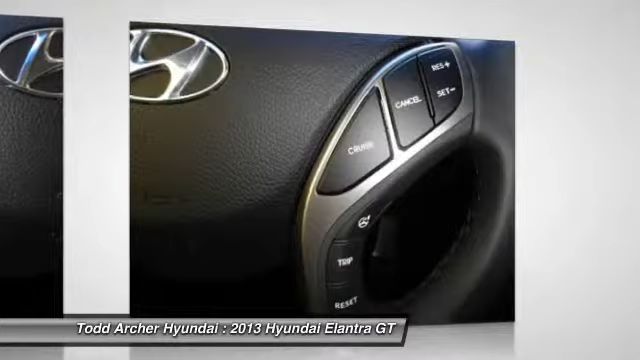 RES+
CANCEL
SET-
CRUISE
TRIP
RESET
Todd Archer Hyundai : 2013 Hyundai Elantra GT